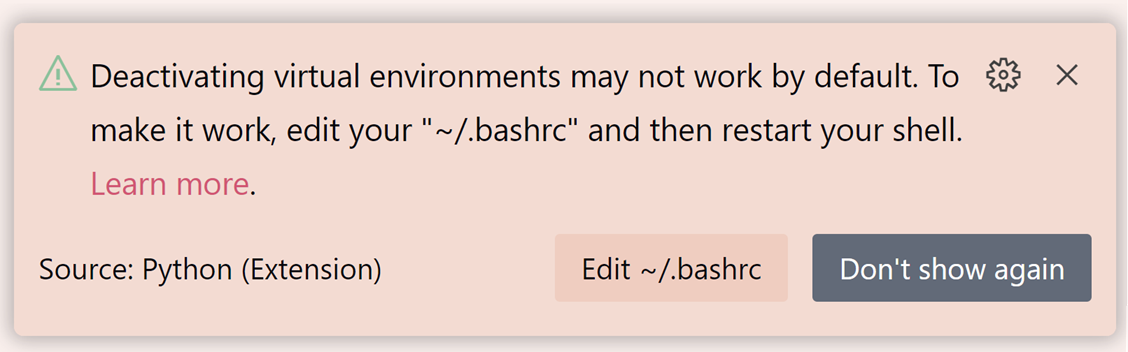 Deactivating virtual environments may not work by default. To
make it work, edit your "~/.bashrc" and then restart your shell.
Learn more.
Source: Python (Extension)
Edit ~/.bashrc
Don't show again